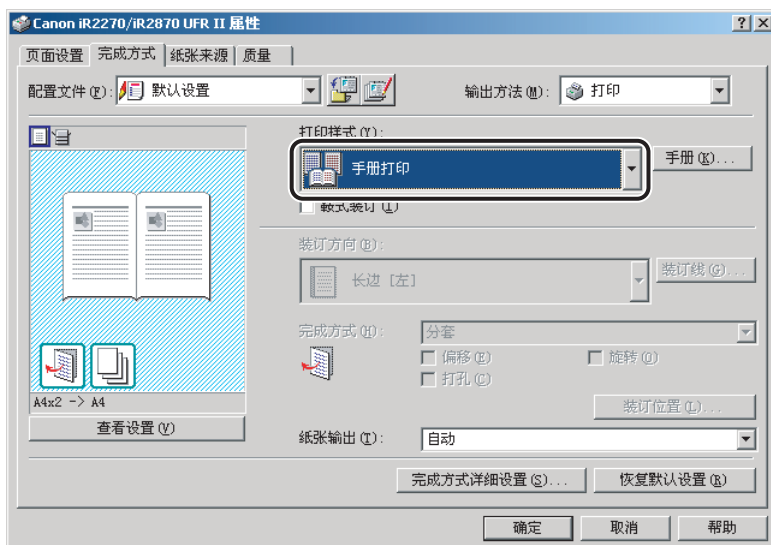 Canon iR2270/iR2870 UFR II 属性
页面设置 完成方式 纸张来源 质量
配置文件(F): 默认设置 输出方法(M): 打印
打印样式(Y):
手册打印 手册(K)...
鞍式装订(I)
装订方向(B):
长边 [左] 装订线(G)...
完成方式(H): 分套
偏移(E) 旋转(O)
打孔(C)
A4x2 -> A4
装订位置(L)...
查看设置(V)
纸张输出(T): 自动
完成方式详细设置(S)... 恢复默认设置(R)
确定 取消 帮助